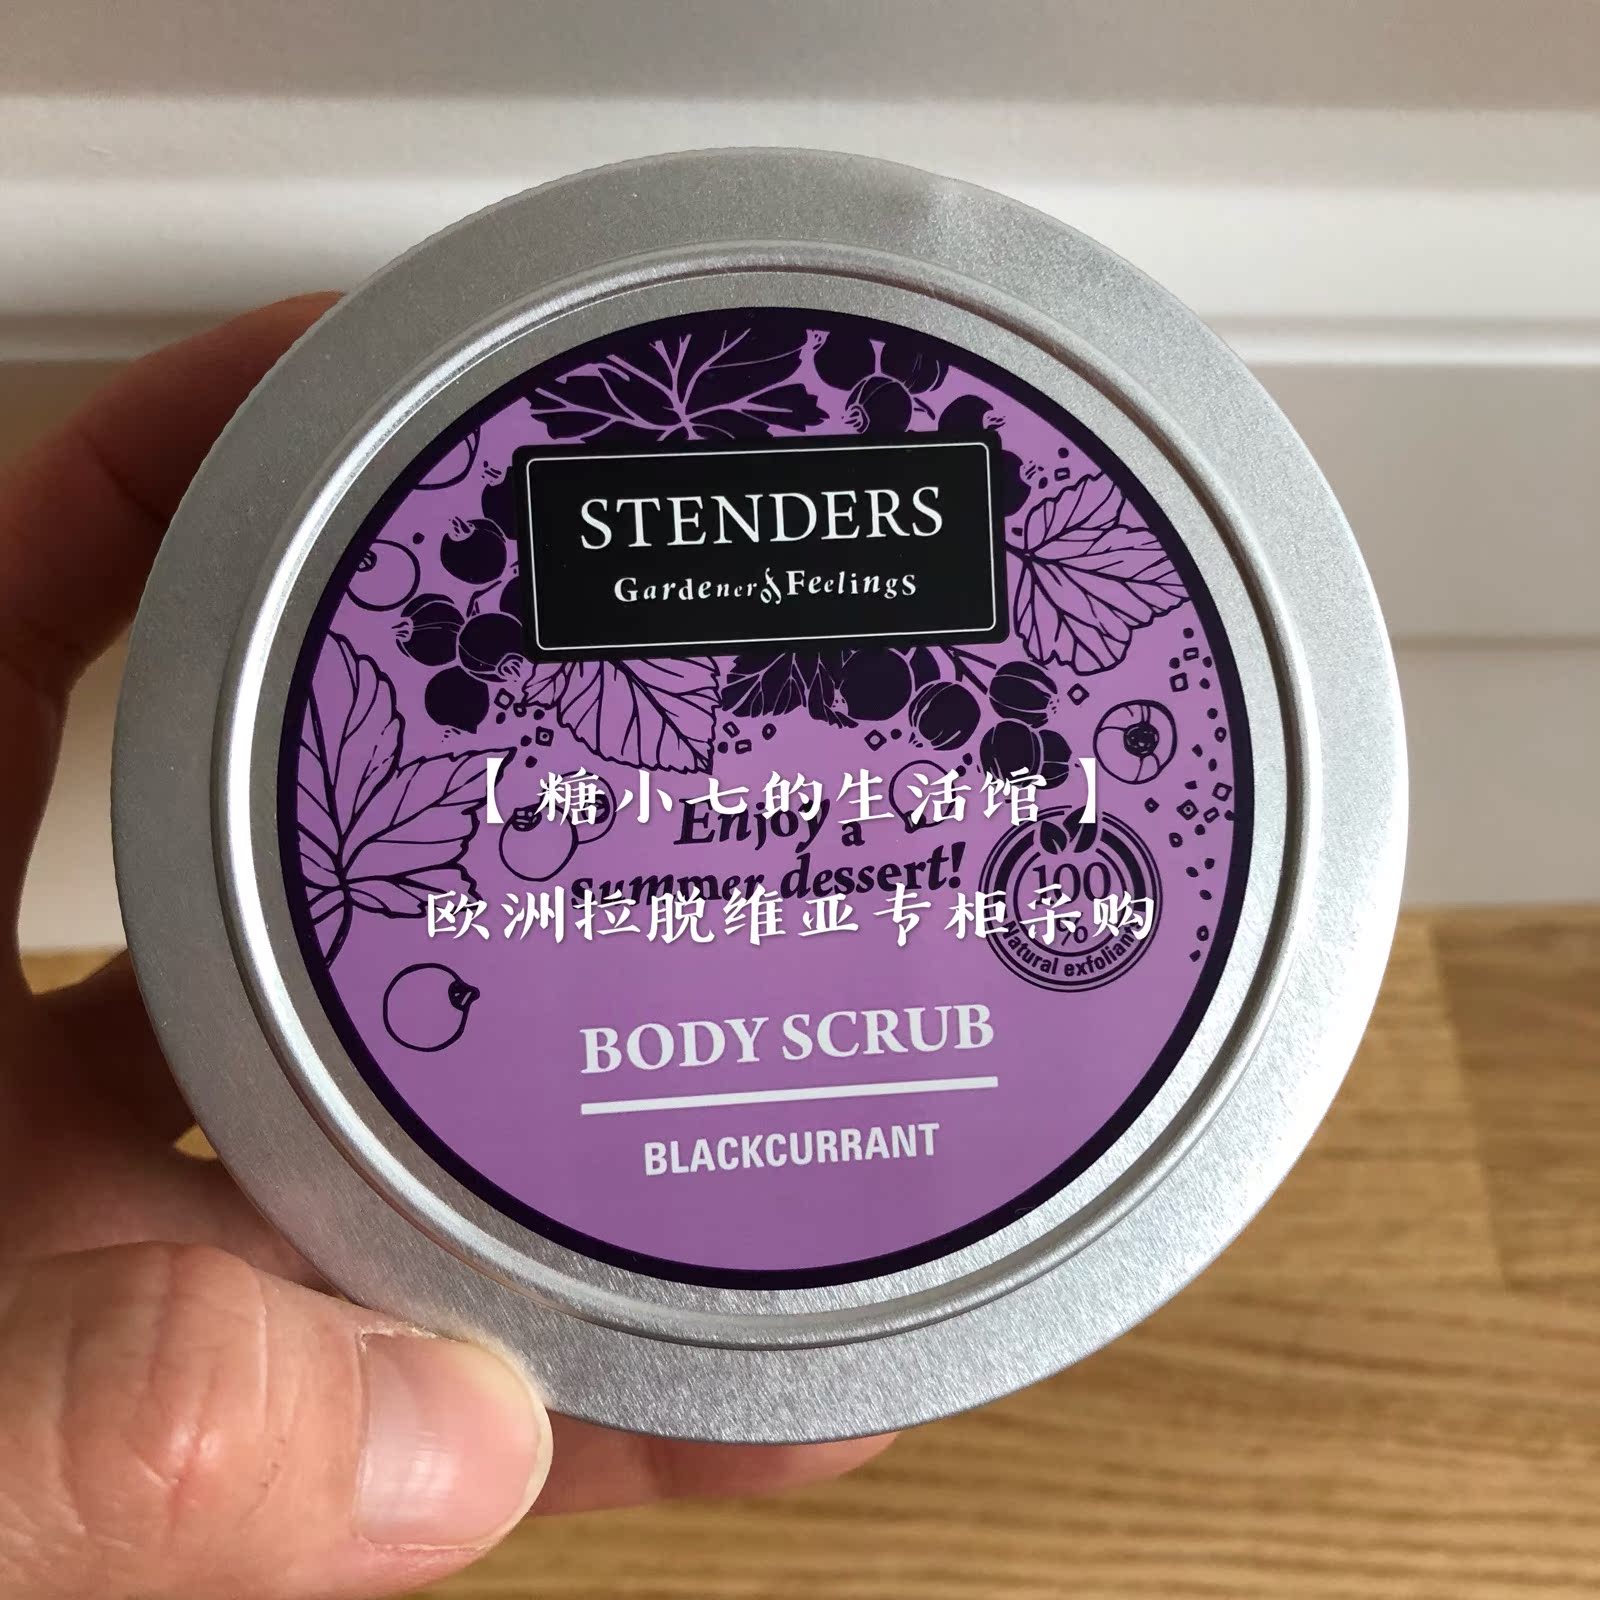 STENDERS
Gardener of Feelings
【糖小七的生活馆】
Enjoy a
summer dessert!
欧洲拉脱维亚专柜采购
100
%
Natural exfoliant
BODY SCRUB
BLACKCURRANT